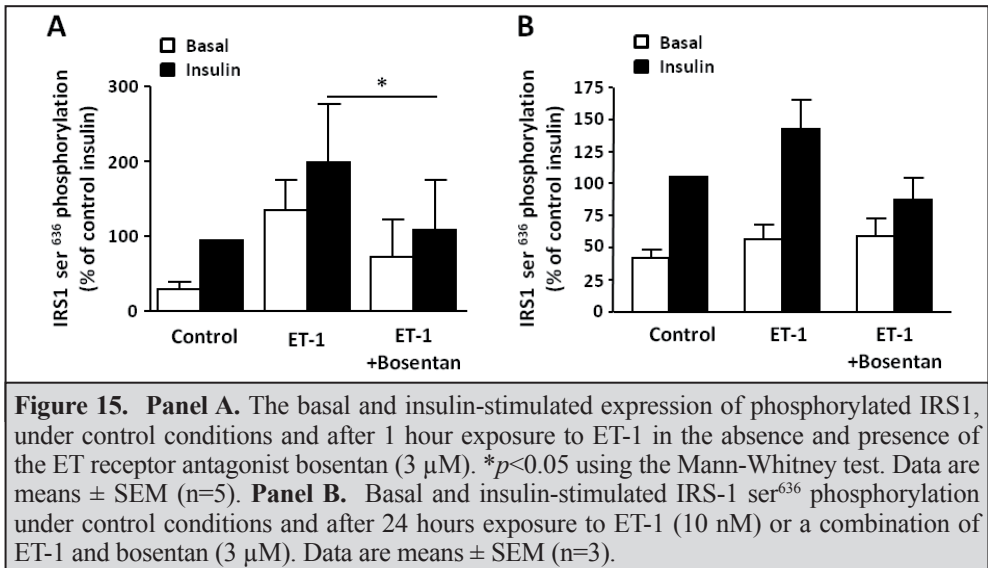 A
Basal
Insulin
IRS1 ser 636 phosphorylation
(% of control insulin)
300
200
100
0
*
Control
ET-1
ET-1
+Bosentan
B
Basal
Insulin
IRS1 ser 636 phosphorylation
(% of control insulin)
175
150
125
100
75
50
25
0
Control
ET-1
ET-1
+Bosentan
Figure 15. Panel A. The basal and insulin-stimulated expression of phosphorylated IRS1,
under control conditions and after 1 hour exposure to ET-1 in the absence and presence of
the ET receptor antagonist bosentan (3 µM). *p<0.05 using the Mann-Whitney test. Data are
means ± SEM (n=5). Panel B. Basal and insulin-stimulated IRS-1 ser636 phosphorylation
under control conditions and after 24 hours exposure to ET-1 (10 nM) or a combination of
ET-1 and bosentan (3 µM). Data are means ± SEM (n=3).